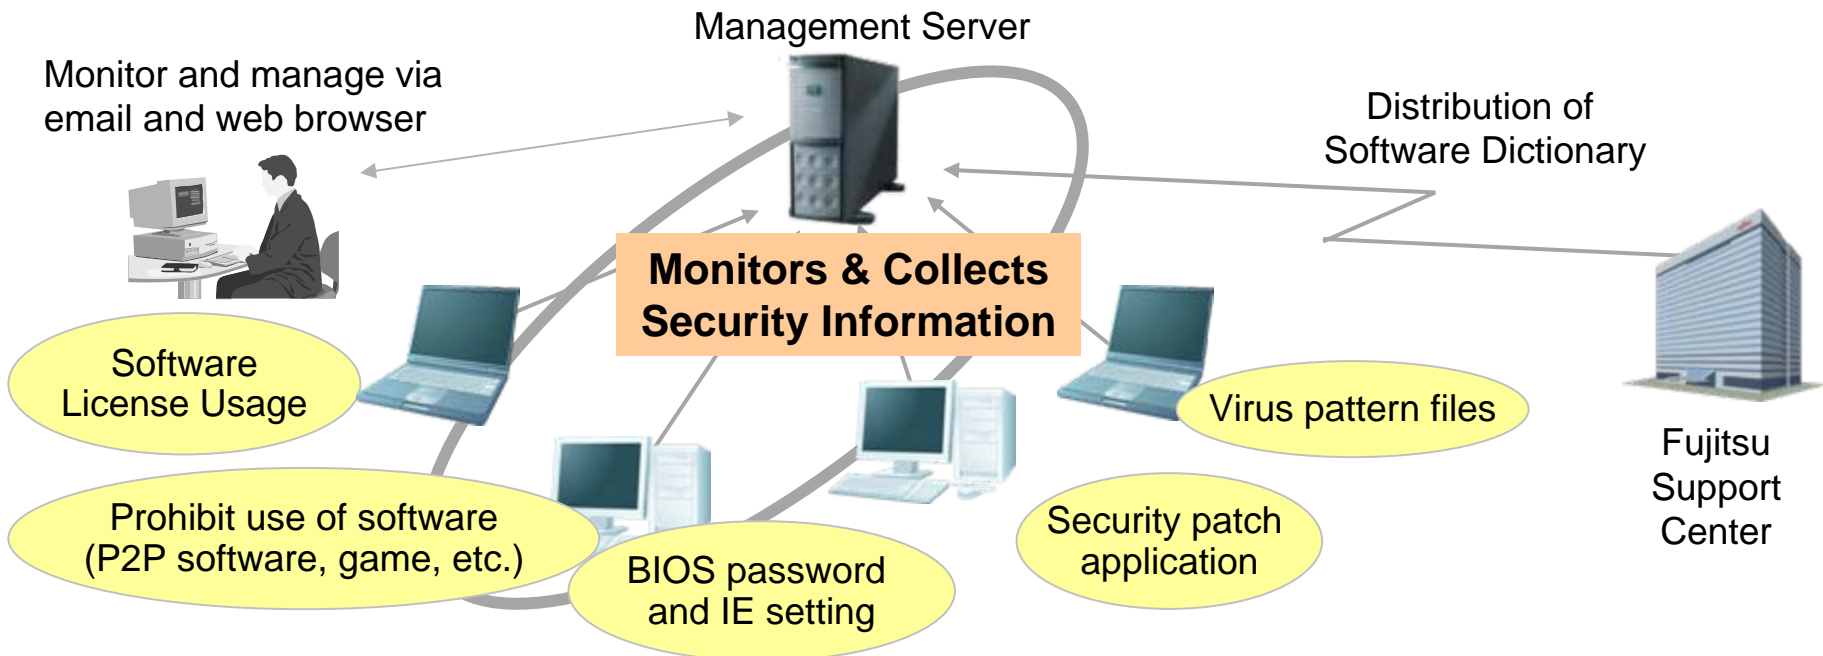 Management Server
Monitor and manage via
email and web browser
Distribution of
Software Dictionary
Monitors & Collects
Security Information
Software
License Usage
Virus pattern files
Prohibit use of software
(P2P software, game, etc.)
BIOS password
and IE setting
Security patch
application
Fujitsu
Support
Center